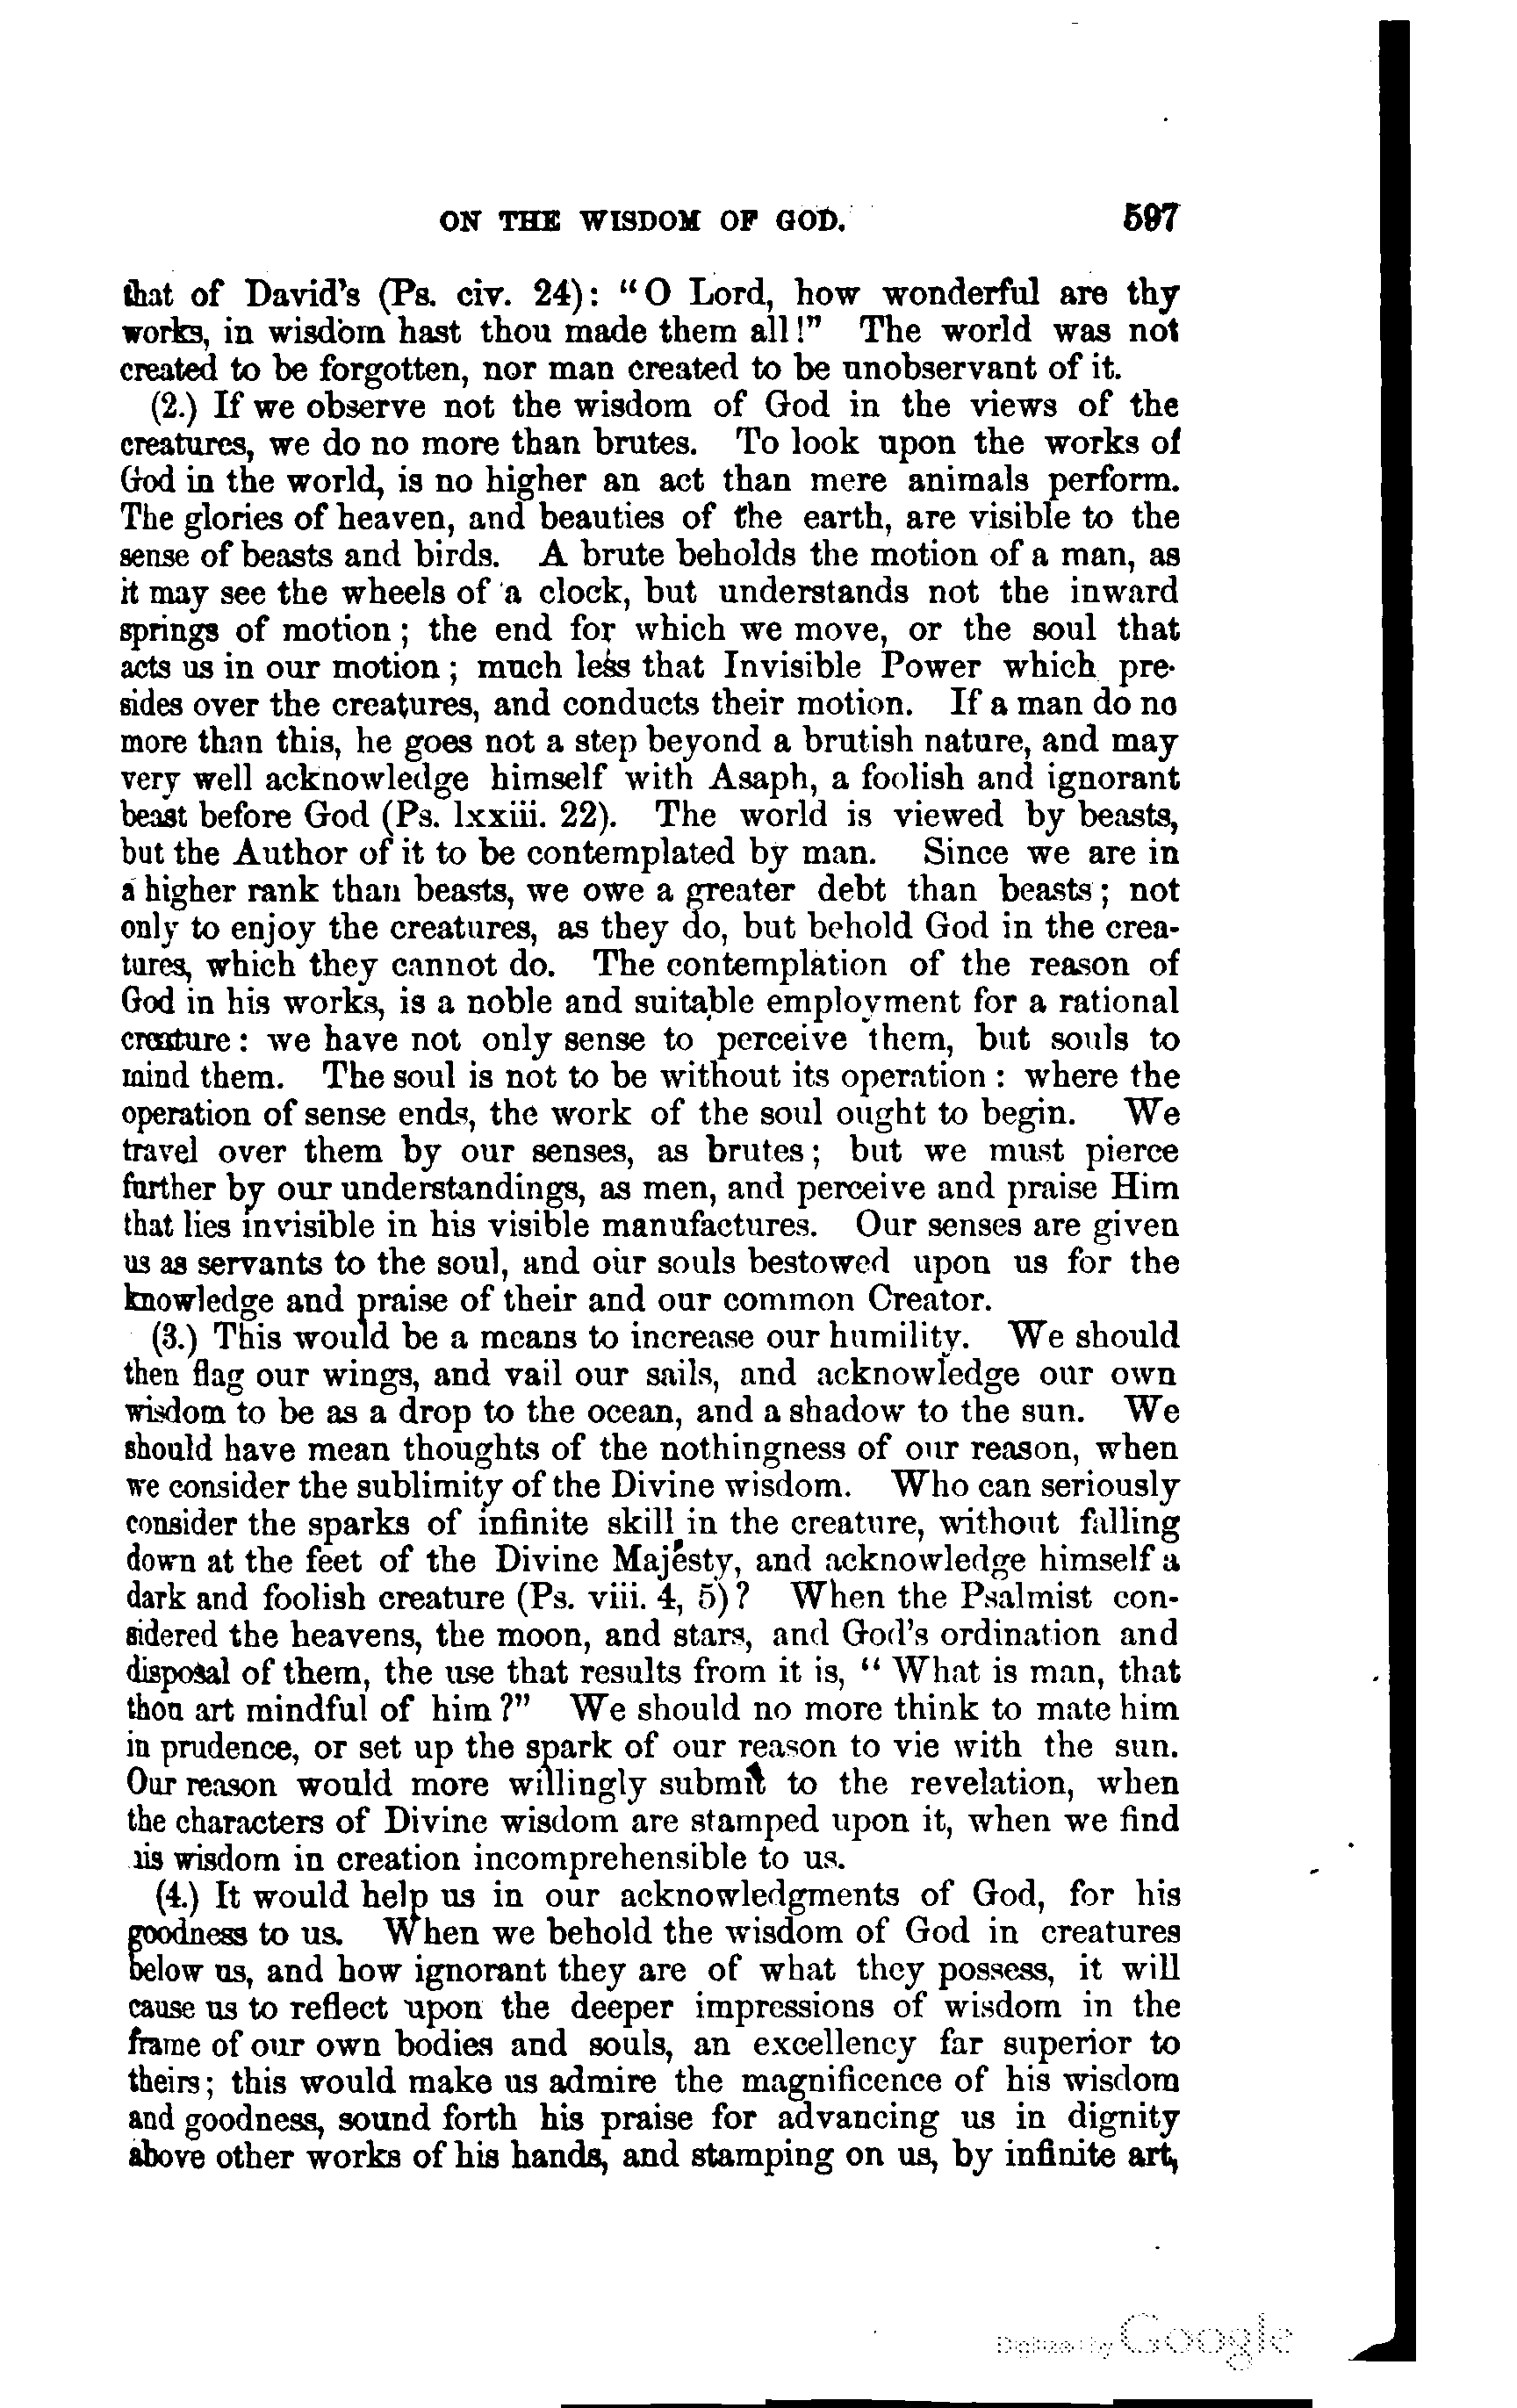 ON THE WISDOM OF GOD. 597
that of David's (Ps. civ. 24): "O Lord, how wonderful are thy
works, in wisdom hast thou made them all!" The world was not
created to be forgotten, nor man created to be unobservant of it.
(2.) If we observe not the wisdom of God in the views of the
creatures, we do no more than brutes. To look upon the works of
God in the world, is no higher an act than mere animals perform.
The glories of heaven, and beauties of the earth, are visible to the
sense of beasts and birds. A brute beholds the motion of a man, as
it may see the wheels of a clock, but understands not the inward
springs of motion; the end for which we move, or the soul that
acts us in our motion; much less that Invisible Power which pre-
sides over the creatures, and conducts their motion. If a man do no
more than this, he goes not a step beyond a brutish nature, and may
very well acknowledge himself with Asaph, a foolish and ignorant
beast before God (Ps. lxxiii. 22). The world is viewed by beasts,
but the Author of it to be contemplated by man. Since we are in
a higher rank than beasts, we owe a greater debt than beasts; not
only to enjoy the creatures, as they do, but behold God in the crea-
tures, which they cannot do. The contemplation of the reason of
God in his works, is a noble and suitable employment for a rational
creature: we have not only sense to perceive them, but souls to
mind them. The soul is not to be without its operation: where the
operation of sense ends, the work of the soul ought to begin. We
travel over them by our senses, as brutes; but we must pierce
further by our understandings, as men, and perceive and praise Him
that lies invisible in his visible manufactures. Our senses are given
us as servants to the soul, and our souls bestowed upon us for the
knowledge and praise of their and our common Creator.
(3.) This would be a means to increase our humility. We should
then flag our wings, and vail our sails, and acknowledge our own
wisdom to be as a drop to the ocean, and a shadow to the sun. We
should have mean thoughts of the nothingness of our reason, when
we consider the sublimity of the Divine wisdom. Who can seriously
consider the sparks of infinite skill in the creature, without falling
down at the feet of the Divine Majesty, and acknowledge himself a
dark and foolish creature (Ps. viii. 4, 5)? When the Psalmist con-
sidered the heavens, the moon, and stars, and God's ordination and
disposal of them, the use that results from it is, "What is man, that
thou art mindful of him?" We should no more think to mate him
in prudence, or set up the spark of our reason to vie with the sun.
Our reason would more willingly submit to the revelation, when
the characters of Divine wisdom are stamped upon it, when we find
his wisdom in creation incomprehensible to us.
(4.) It would help us in our acknowledgments of God, for his
goodness to us. When we behold the wisdom of God in creatures
below us, and how ignorant they are of what they possess, it will
cause us to reflect upon the deeper impressions of wisdom in the
frame of our own bodies and souls, an excellency far superior to
theirs; this would make us admire the magnificence of his wisdom
and goodness, sound forth his praise for advancing us in dignity
above other works of his hands, and stamping on us, by infinite art,
Digitized by Google